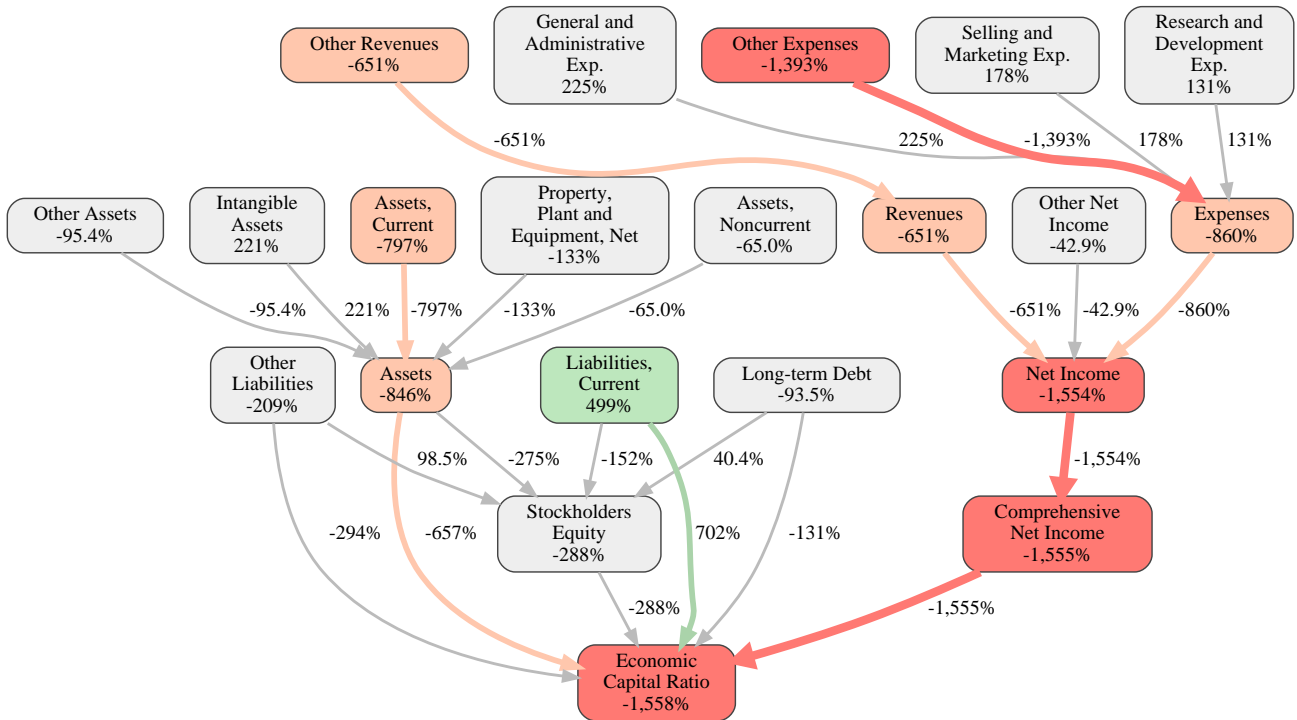 Other Revenues
-651%
General and
Administrative
Exp.
225%
Other Expenses
-1,393%
Selling and
Marketing Exp.
178%
Research and
Development
Exp.
131%
-651%
225%
-1,393%
178%
131%
Other Assets
-95.4%
Intangible
Assets
221%
Assets,
Current
-797%
Property,
Plant and
Equipment, Net
-133%
Assets,
Noncurrent
-65.0%
Revenues
-651%
Other Net
Income
-42.9%
Expenses
-860%
-95.4%
221%
-797%
-133%
-65.0%
-651%
-42.9%
-860%
Other
Liabilities
-209%
Assets
-846%
Liabilities,
Current
499%
Long-term Debt
-93.5%
Net Income
-1,554%
98.5%
-275%
-152%
40.4%
-1,554%
-294%
-657%
Stockholders
Equity
-288%
702%
-131%
Comprehensive
Net Income
-1,555%
-288%
-1,555%
Economic
Capital Ratio
-1,558%